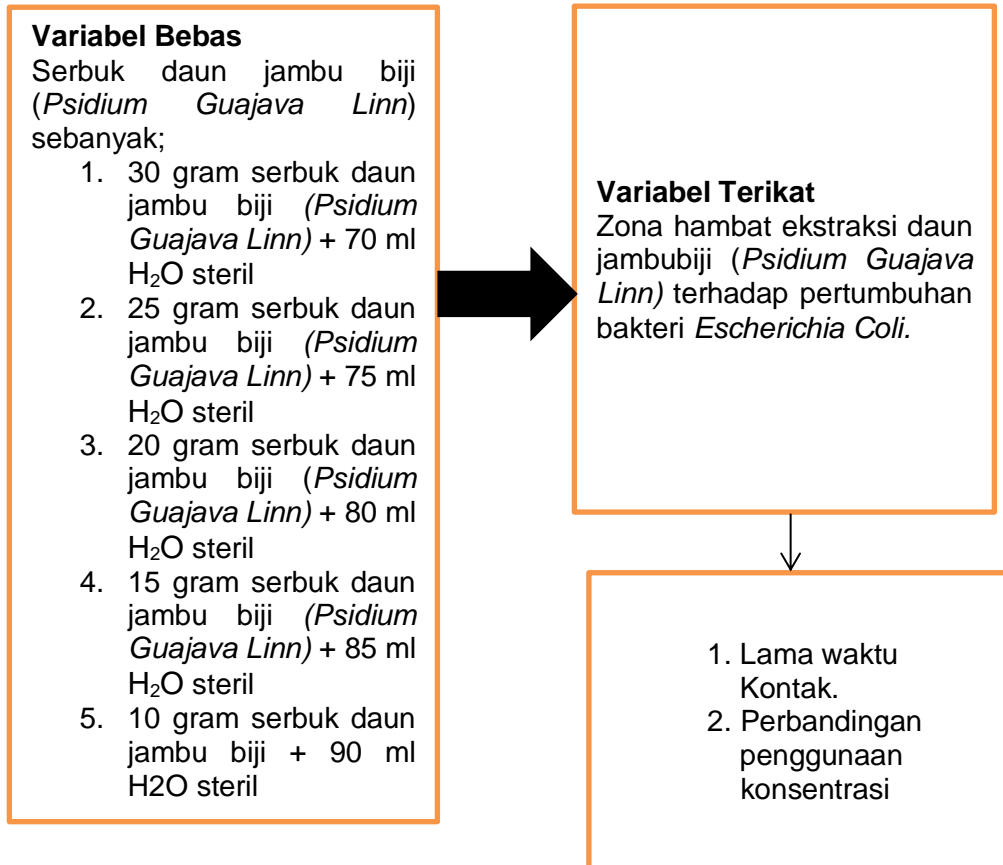 Variabel Bebas
Serbuk daun jambu biji
(Psidium Guajava Linn)
sebanyak;
1. 30 gram serbuk daun
jambu biji (Psidium
Guajava Linn) + 70 ml
H₂O steril
2. 25 gram serbuk daun
jambu biji (Psidium
Guajava Linn) + 75 ml
H₂O steril
3. 20 gram serbuk daun
jambu biji (Psidium
Guajava Linn) + 80 ml
H₂O steril
4. 15 gram serbuk daun
jambu biji (Psidium
Guajava Linn) + 85 ml
H₂O steril
5. 10 gram serbuk daun
jambu biji + 90 ml
H2O steril
Variabel Terikat
Zona hambat ekstraksi daun
jambubiji (Psidium Guajava
Linn) terhadap pertumbuhan
bakteri Escherichia Coli.
1. Lama waktu
Kontak.
2. Perbandingan
penggunaan
konsentrasi